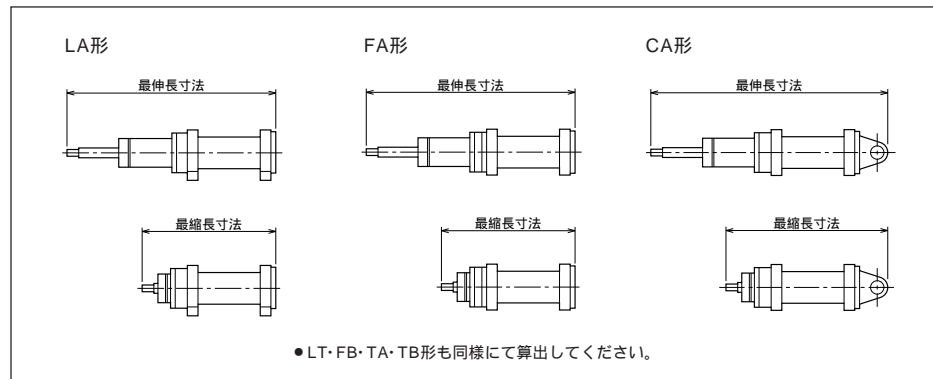 LA形
FA形
CA形
最伸長寸法
最伸長寸法
最伸長寸法
最縮長寸法
最縮長寸法
最縮長寸法
●LT・FB・TA・TB形も同様にて算出してください。